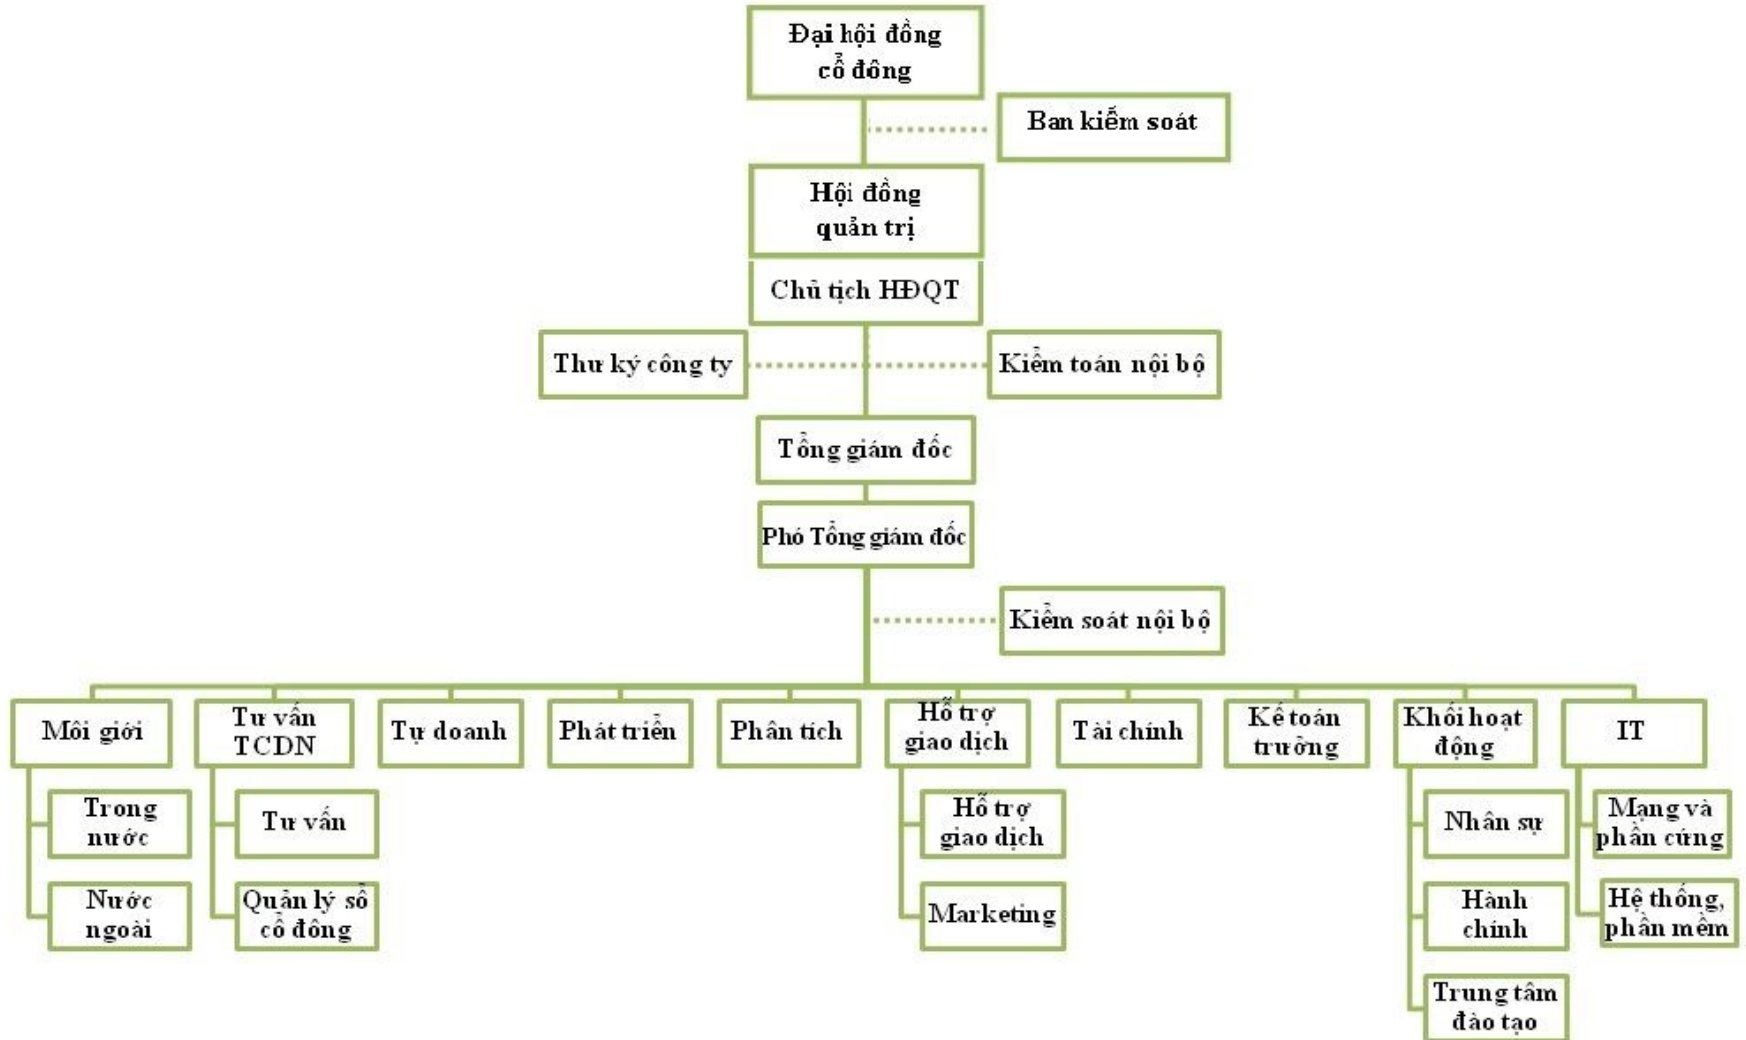 Đại hội đồng
cổ đông
Ban kiểm soát
Hội đồng
quản trị
Chủ tịch HĐQT
Thư ký công ty
Kiểm toán nội bộ
Tổng giám đốc
Phó Tổng giám đốc
Kiểm soát nội bộ
Môi giới
Tư vấn
TCDN
Tự doanh
Phát triển
Phân tích
Hỗ trợ
giao dịch
Tài chính
Kế toán
trưởng
Khối hoạt
động
IT
Trong
nước
Nước
ngoài
Tư vấn
Quản lý sổ
cổ đông
Hỗ trợ
giao dịch
Marketing
Nhân sự
Hành
chính
Trung tâm
đào tạo
Mạng và
phần cứng
Hệ thống,
phần mềm